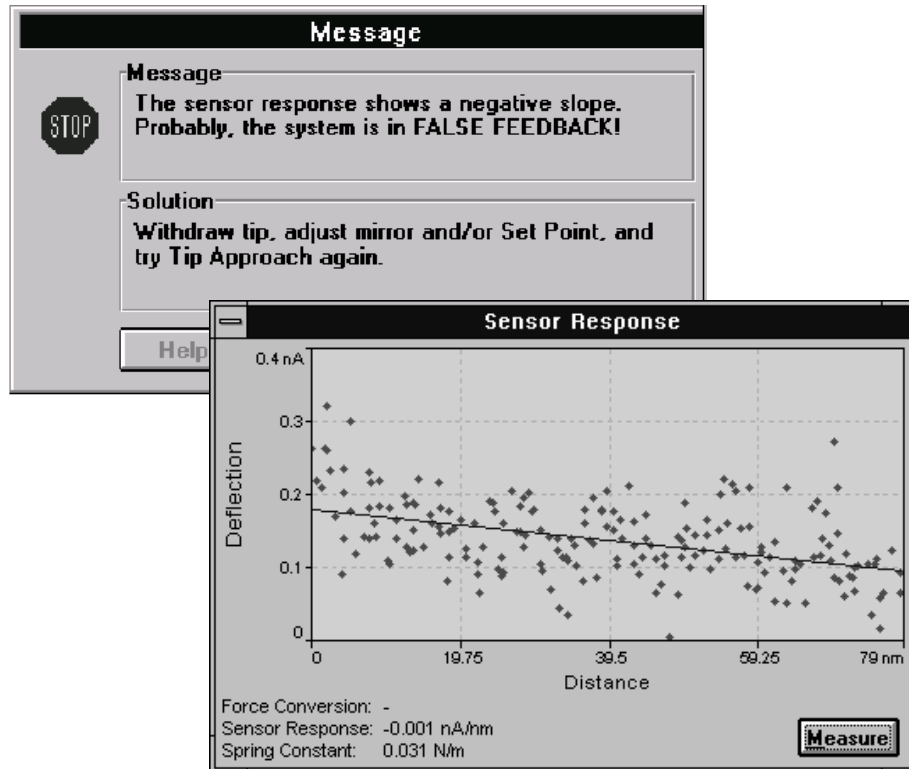 Message
Message
STOP
The sensor response shows a negative slope.
Probably, the system is in FALSE FEEDBACK!
Solution
Withdraw tip, adjust mirror and/or Set Point, and
try Tip Approach again.
Help
Sensor Response
0.4 nA
0.3
0.2
0.1
0
Deflection
0
19.75
39.5
59.25
79 nm
Distance
Force Conversion: -
Sensor Response: -0.001 nA/nm
Spring Constant: 0.031 N/m
Measure